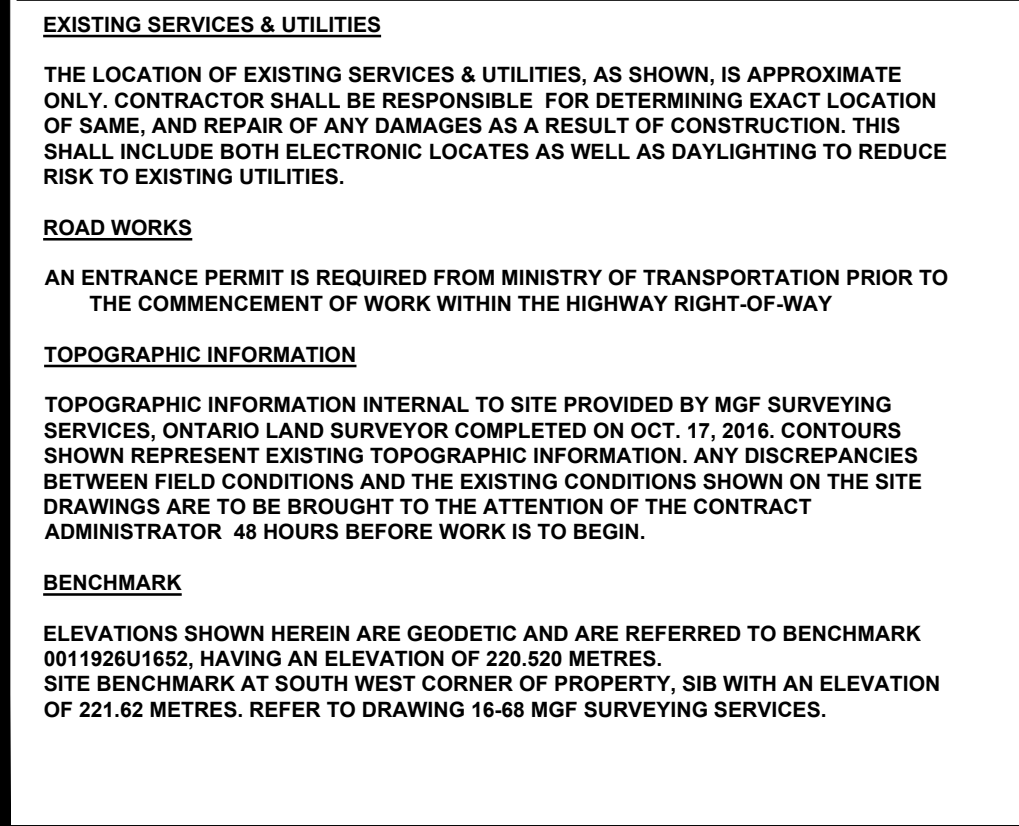 EXISTING SERVICES & UTILITIES
THE LOCATION OF EXISTING SERVICES & UTILITIES, AS SHOWN, IS APPROXIMATE
ONLY. CONTRACTOR SHALL BE RESPONSIBLE  FOR DETERMINING EXACT LOCATION
OF SAME, AND REPAIR OF ANY DAMAGES AS A RESULT OF CONSTRUCTION. THIS
SHALL INCLUDE BOTH ELECTRONIC LOCATES AS WELL AS DAYLIGHTING TO REDUCE
RISK TO EXISTING UTILITIES.
ROAD WORKS
AN ENTRANCE PERMIT IS REQUIRED FROM MINISTRY OF TRANSPORTATION PRIOR TO
THE COMMENCEMENT OF WORK WITHIN THE HIGHWAY RIGHT-OF-WAY
TOPOGRAPHIC INFORMATION
TOPOGRAPHIC INFORMATION INTERNAL TO SITE PROVIDED BY MGF SURVEYING
SERVICES, ONTARIO LAND SURVEYOR COMPLETED ON OCT. 17, 2016. CONTOURS
SHOWN REPRESENT EXISTING TOPOGRAPHIC INFORMATION. ANY DISCREPANCIES
BETWEEN FIELD CONDITIONS AND THE EXISTING CONDITIONS SHOWN ON THE SITE
DRAWINGS ARE TO BE BROUGHT TO THE ATTENTION OF THE CONTRACT
ADMINISTRATOR  48 HOURS BEFORE WORK IS TO BEGIN.
BENCHMARK
ELEVATIONS SHOWN HEREIN ARE GEODETIC AND ARE REFERRED TO BENCHMARK
0011926U1652, HAVING AN ELEVATION OF 220.520 METRES.
SITE BENCHMARK AT SOUTH WEST CORNER OF PROPERTY, SIB WITH AN ELEVATION
OF 221.62 METRES. REFER TO DRAWING 16-68 MGF SURVEYING SERVICES.